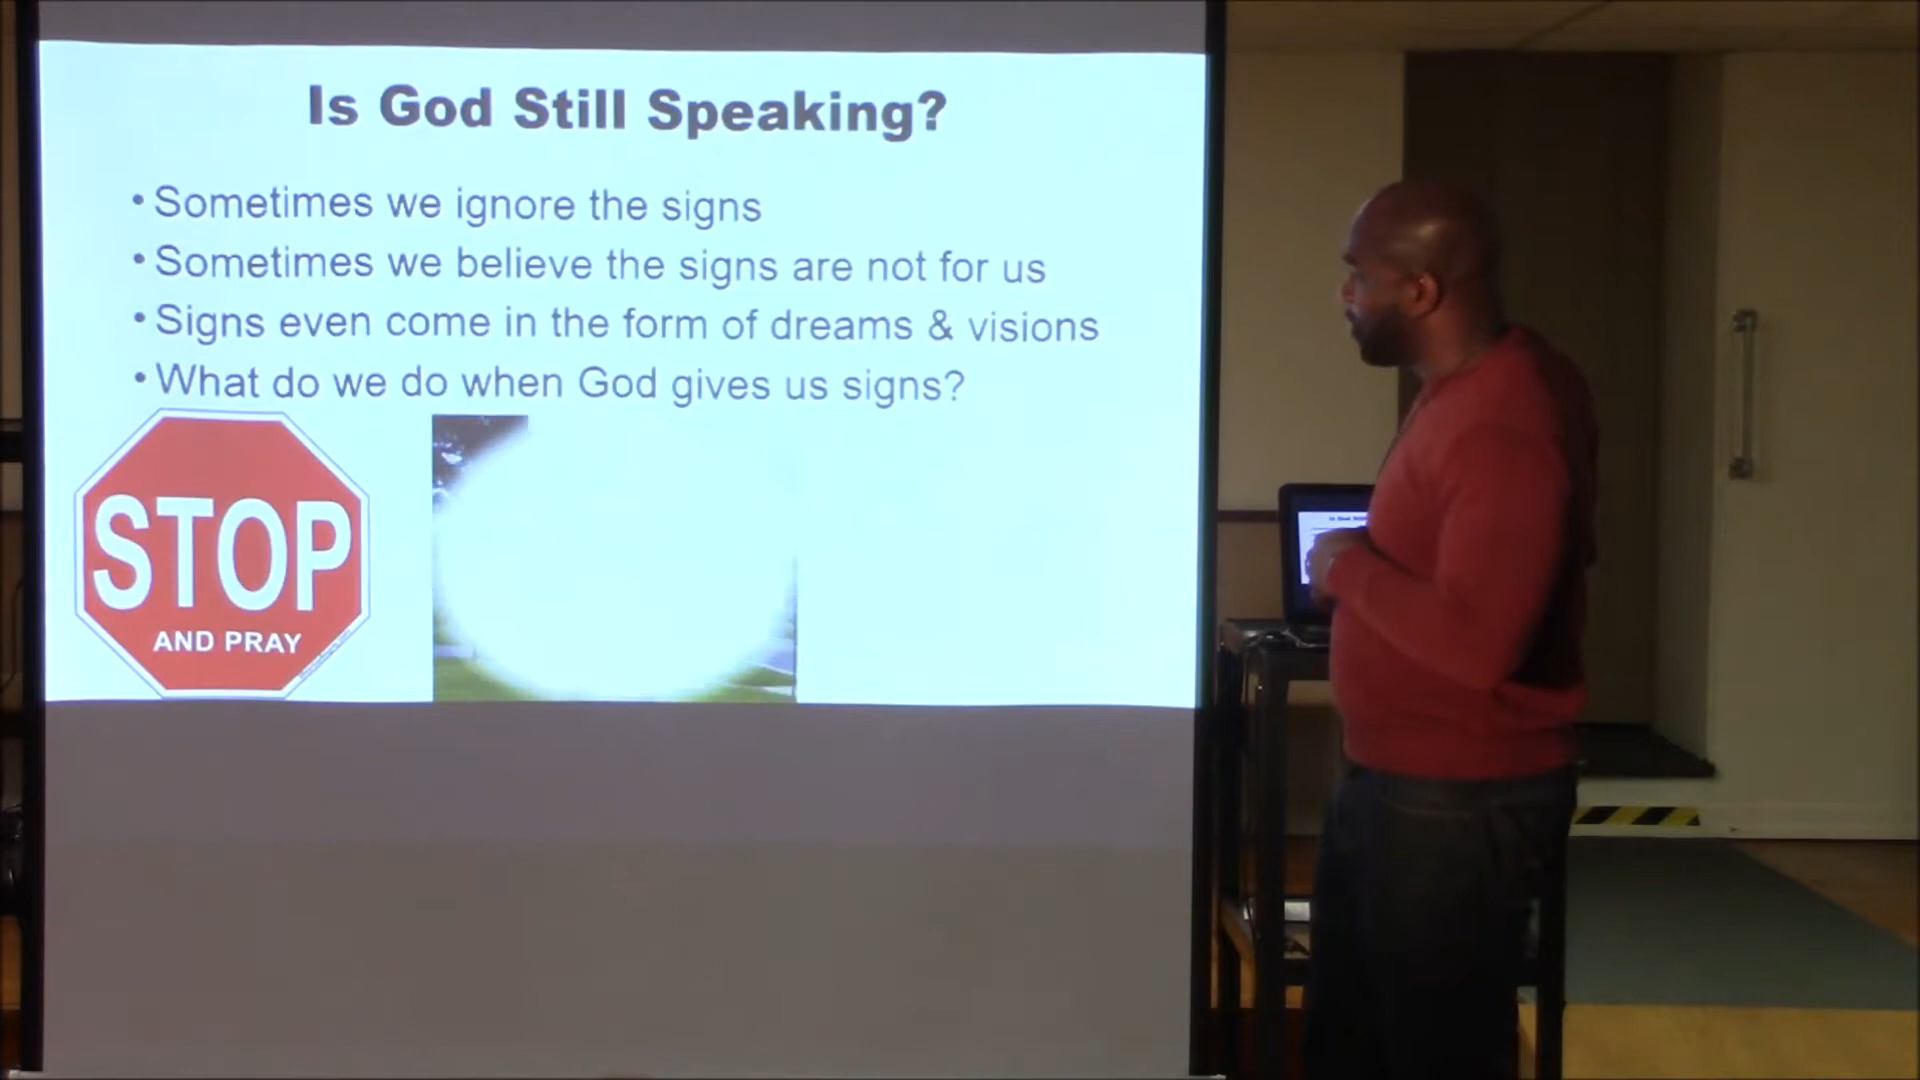 Is God Still Speaking?
• Sometimes we ignore the signs
• Sometimes we believe the signs are not for us
• Signs even come in the form of dreams & visions
• What do we do when God gives us signs?
STOP
AND PRAY